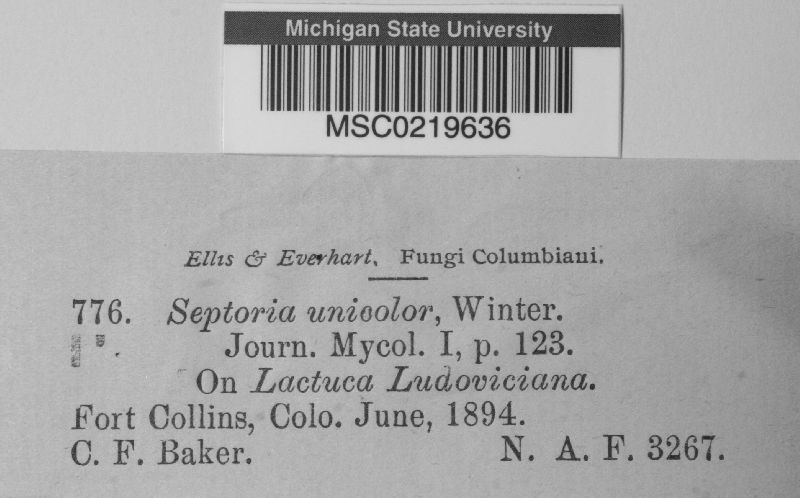 Michigan State University
MSC0219636
Ellis & Everhart, Fungi Columbiani.
776. Septoria unicolor, Winter.
Journ. Mycol. I, p. 123.
On Lactuca Ludoviciana.
Fort Collins, Colo. June, 1894.
C. F. Baker. N. A. F. 3267.